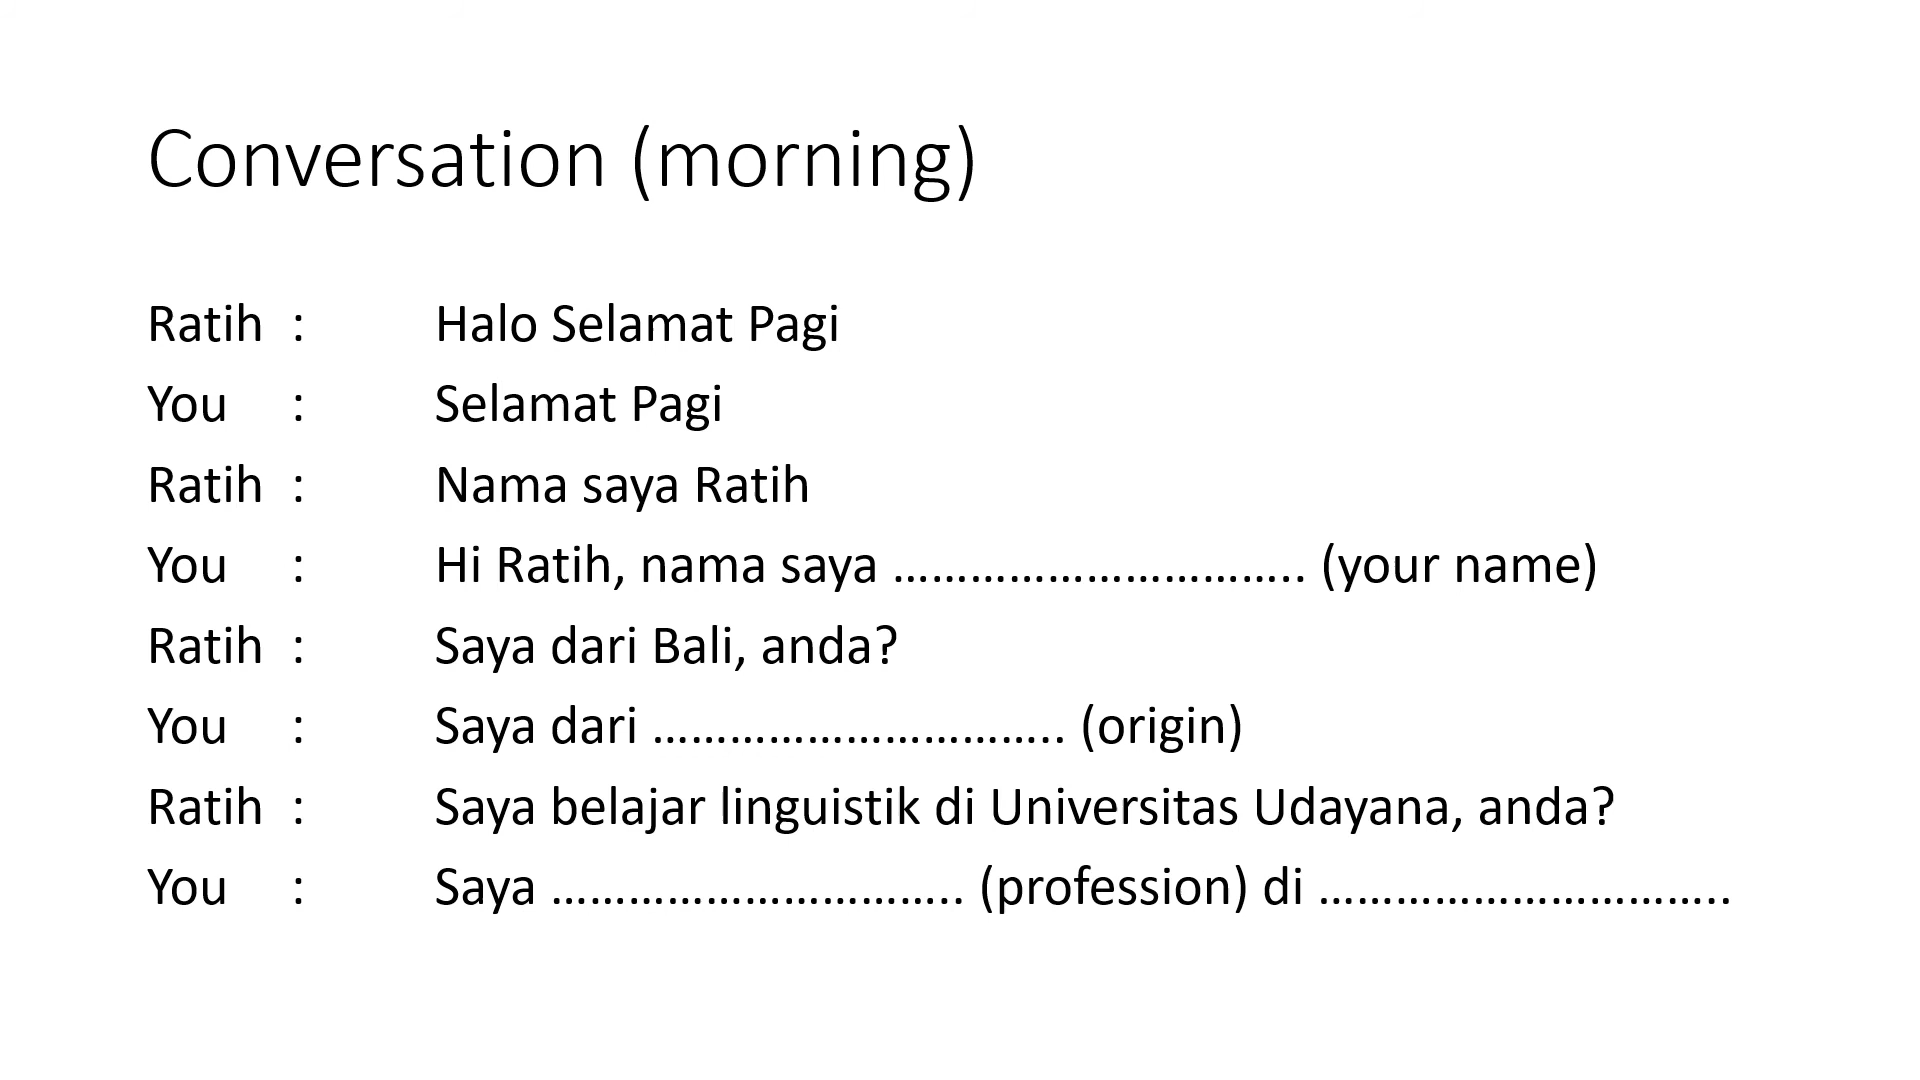 Conversation (morning)
Ratih : Halo Selamat Pagi
You : Selamat Pagi
Ratih : Nama saya Ratih
You : Hi Ratih, nama saya ………………………….. (your name)
Ratih : Saya dari Bali, anda?
You : Saya dari ………………………….. (origin)
Ratih : Saya belajar linguistik di Universitas Udayana, anda?
You : Saya ………………………….. (profession) di …………………………..